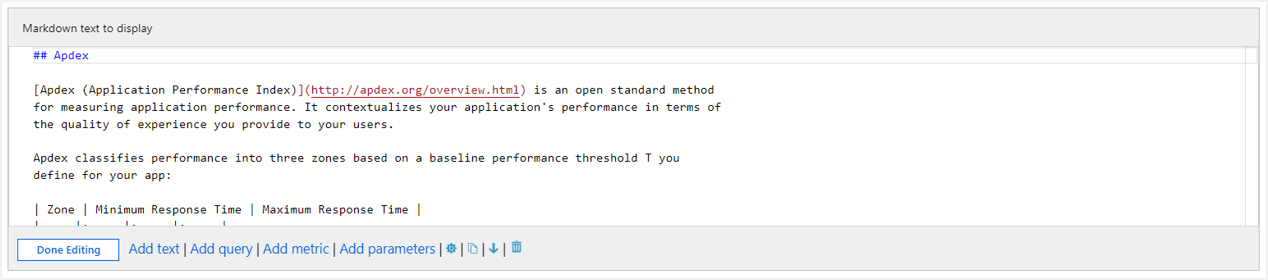 Markdown text to display
## Apdex
[Apdex (Application Performance Index)](http://apdex.org/overview.html) is an open standard method
for measuring application performance. It contextualizes your application's performance in terms of
the quality of experience you provide to your users.
Apdex classifies performance into three zones based on a baseline performance threshold T you
define for your app:
| Zone | Minimum Response Time | Maximum Response Time |
Done Editing Add text | Add query | Add metric | Add parameters | | | |